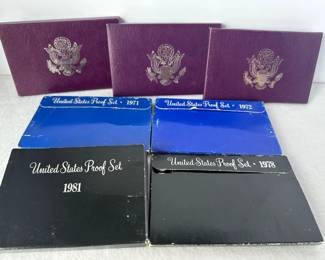 United States Proof Set · 1971
United States Proof Set · 1972
United States Proof Set
1981
United States Proof Set · 1978